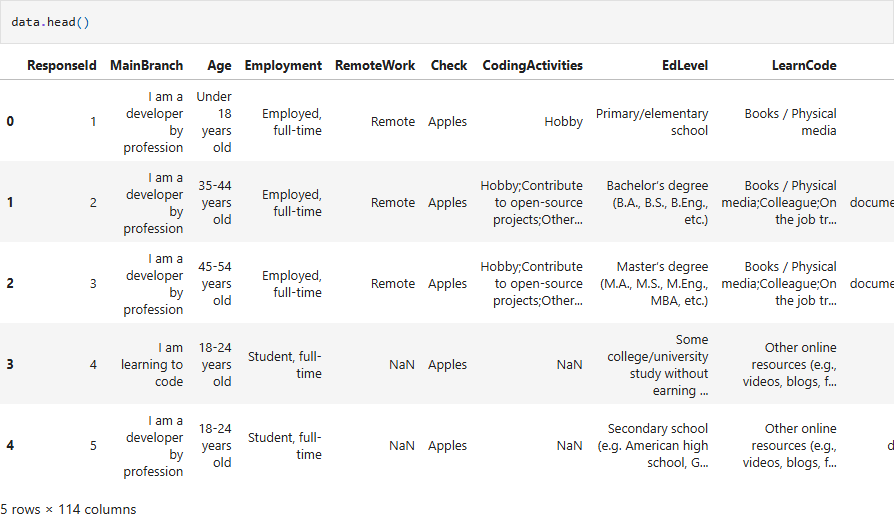 data.head()
ResponseId MainBranch Age Employment RemoteWork Check CodingActivities EdLevel LearnCode
0 1 I am a developer by profession Under 18 years old Employed, full-time Remote Apples Hobby Primary/elementary school Books / Physical media
1 2 I am a developer by profession 35-44 years old Employed, full-time Remote Apples Hobby;Contribute to open-source projects;Other... Bachelor's degree (B.A., B.S., B.Eng., etc.) Books / Physical media;Colleague;On the job tr... docume
2 3 I am a developer by profession 45-54 years old Employed, full-time Remote Apples Hobby;Contribute to open-source projects;Other... Master's degree (M.A., M.S., M.Eng., MBA, etc.) Books / Physical media;Colleague;On the job tr... docume
3 4 I am learning to code 18-24 years old Student, full-time NaN Apples NaN Some college/university study without earning ... Other online resources (e.g., videos, blogs, f...
4 5 I am a developer by profession 18-24 years old Student, full-time NaN Apples NaN Secondary school (e.g. American high school, G... Other online resources (e.g., videos, blogs, f... d
5 rows × 114 columns